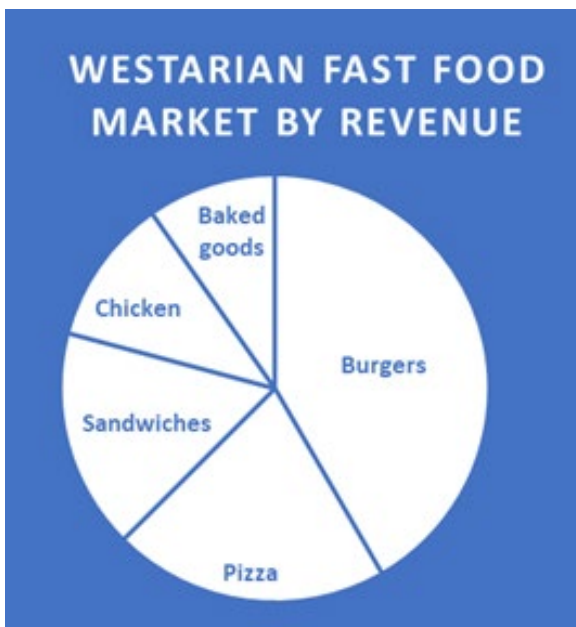 WESTARIAN FAST FOOD
MARKET BY REVENUE
Baked
goods
Chicken
Burgers
Sandwiches
Pizza